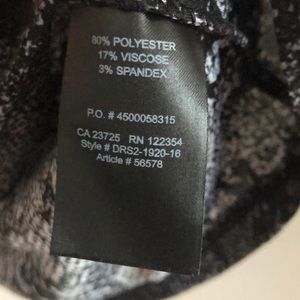 80% POLYESTER
17% VISCOSE
3% SPANDEX
P.O. # 4500058315
CA 23725 RN 122354
Style # DRS2-1920-16
Article # 56578